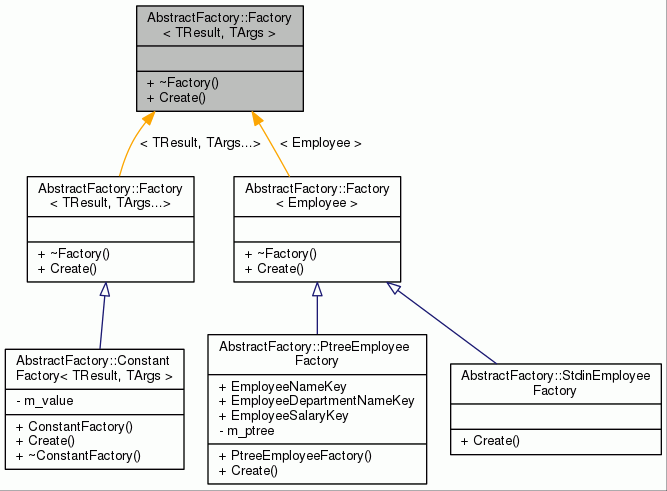 AbstractFactory::Factory
< TResult, TArgs >
+ ~Factory()
+ Create()
< TResult, TArgs...>
< Employee >
AbstractFactory::Factory
< TResult, TArgs...>
+ ~Factory()
+ Create()
AbstractFactory::Factory
< Employee >
+ ~Factory()
+ Create()
AbstractFactory::Constant
Factory< TResult, TArgs >
- m_value
+ ConstantFactory()
+ Create()
+ ~ConstantFactory()
AbstractFactory::PtreeEmployee
Factory
+ EmployeeNameKey
+ EmployeeDepartmentNameKey
+ EmployeeSalaryKey
- m_ptree
+ PtreeEmployeeFactory()
+ Create()
AbstractFactory::StdinEmployee
Factory
+ Create()